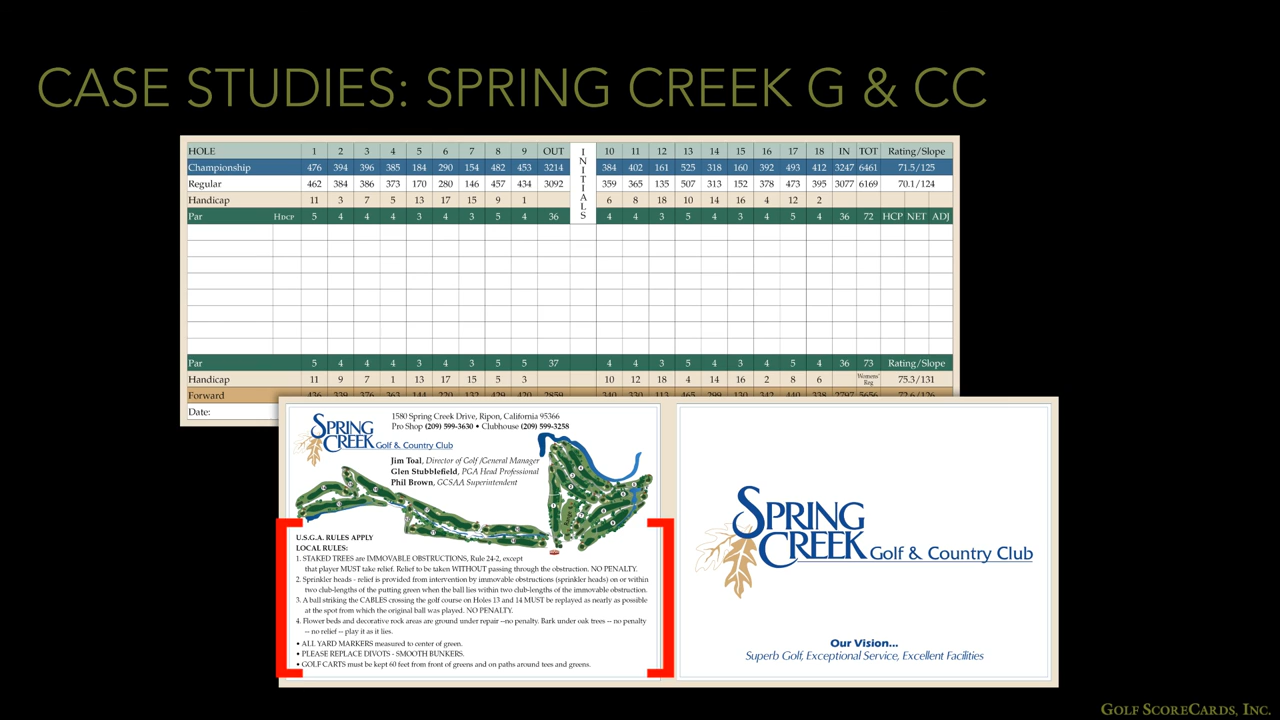 CASE STUDIES: SPRING CREEK G & CC
HOLE 1 2 3 4 5 6 7 8 9 OUT INITIALS 10 11 12 13 14 15 16 17 18 IN TOT Rating/Slope
Championship 476 394 396 385 184 290 154 482 453 3214 384 402 161 525 318 160 392 493 412 3247 6461 71.5/125
Regular 462 384 386 373 170 280 146 457 434 3092 359 365 135 507 313 152 378 473 395 3077 6169 70.1/124
Handicap 11 3 7 5 13 17 15 9 1 6 8 18 10 14 16 4 12 2
Par HDCP 5 4 4 4 3 4 3 5 4 36 4 4 3 5 4 3 4 5 4 36 72 HCP NET ADJ
Par 5 4 4 4 3 4 3 5 5 37 4 4 3 5 4 3 4 5 4 36 73 Rating/Slope
Handicap 11 9 7 1 13 17 15 5 3 10 12 18 4 14 16 2 8 6 Womens' Reg 75.3/131
Forward
Date:
SPRING CREEK Golf & Country Club
1580 Spring Creek Drive, Ripon, California 95366
Pro Shop (209) 599-3630 • Clubhouse (209) 599-3258
Jim Toal, Director of Golf /General Manager
Glen Stubblefield, PGA Head Professional
Phil Brown, GCSAA Superintendent
U.S.G.A. RULES APPLY
LOCAL RULES:
1. STAKED TREES are IMMOVABLE OBSTRUCTIONS, Rule 24-2, except
that player MUST take relief. Relief to be taken WITHOUT passing through the obstruction. NO PENALTY.
2. Sprinkler heads - relief is provided from intervention by immovable obstructions (sprinkler heads) on or within
two club-lengths of the putting green when the ball lies within two club-lengths of the immovable obstruction.
3. A ball striking the CABLES crossing the golf course on Holes 13 and 14 MUST be replayed as nearly as possible
at the spot from which the original ball was played. NO PENALTY.
4. Flower beds and decorative rock areas are ground under repair --no penalty. Bark under oak trees -- no penalty
-- no relief -- play it as it lies.
• ALL YARD MARKERS measured to center of green.
• PLEASE REPLACE DIVOTS - SMOOTH BUNKERS.
• GOLF CARTS must be kept 60 feet from front of greens and on paths around tees and greens.
SPRING
CREEK Golf & Country Club
Our Vision...
Superb Golf, Exceptional Service, Excellent Facilities
GOLF SCORECARDS, INC.